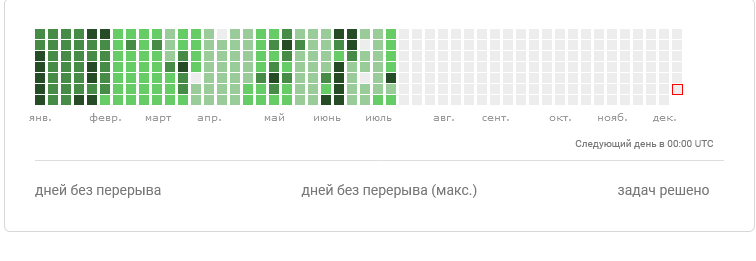 янв. февр. март апр. май июнь июль авг. сент. окт. нояб. дек.
Следующий день в 00:00 UTC
дней без перерыва дней без перерыва (макс.) задач решено